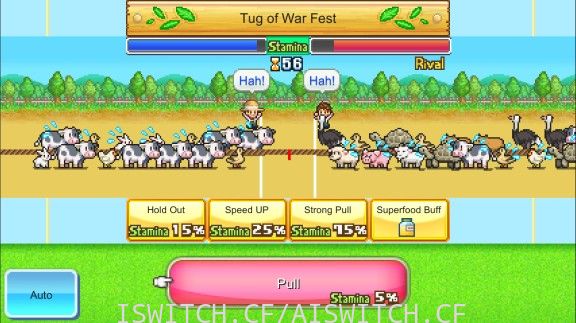 Tug of War Fest
Stamina
56
Rival
Hah!
Hah!
Hold Out
Stamina 15%
Speed UP
Stamina 25%
Strong Pull
Stamina 75%
Superfood Buff
Auto
Pull
Stamina 5%
ISWITCH.CF/AISWITCH.CF